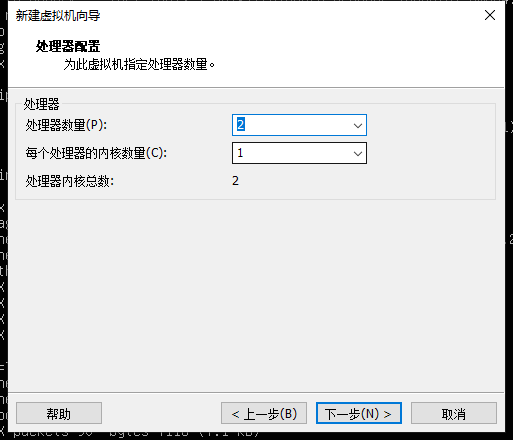 新建虚拟机向导
处理器配置
为此虚拟机指定处理器数量。
处理器
处理器数量(P): 2
每个处理器的内核数量(C): 1
处理器内核总数: 2
帮助 < 上一步(B) 下一步(N) > 取消